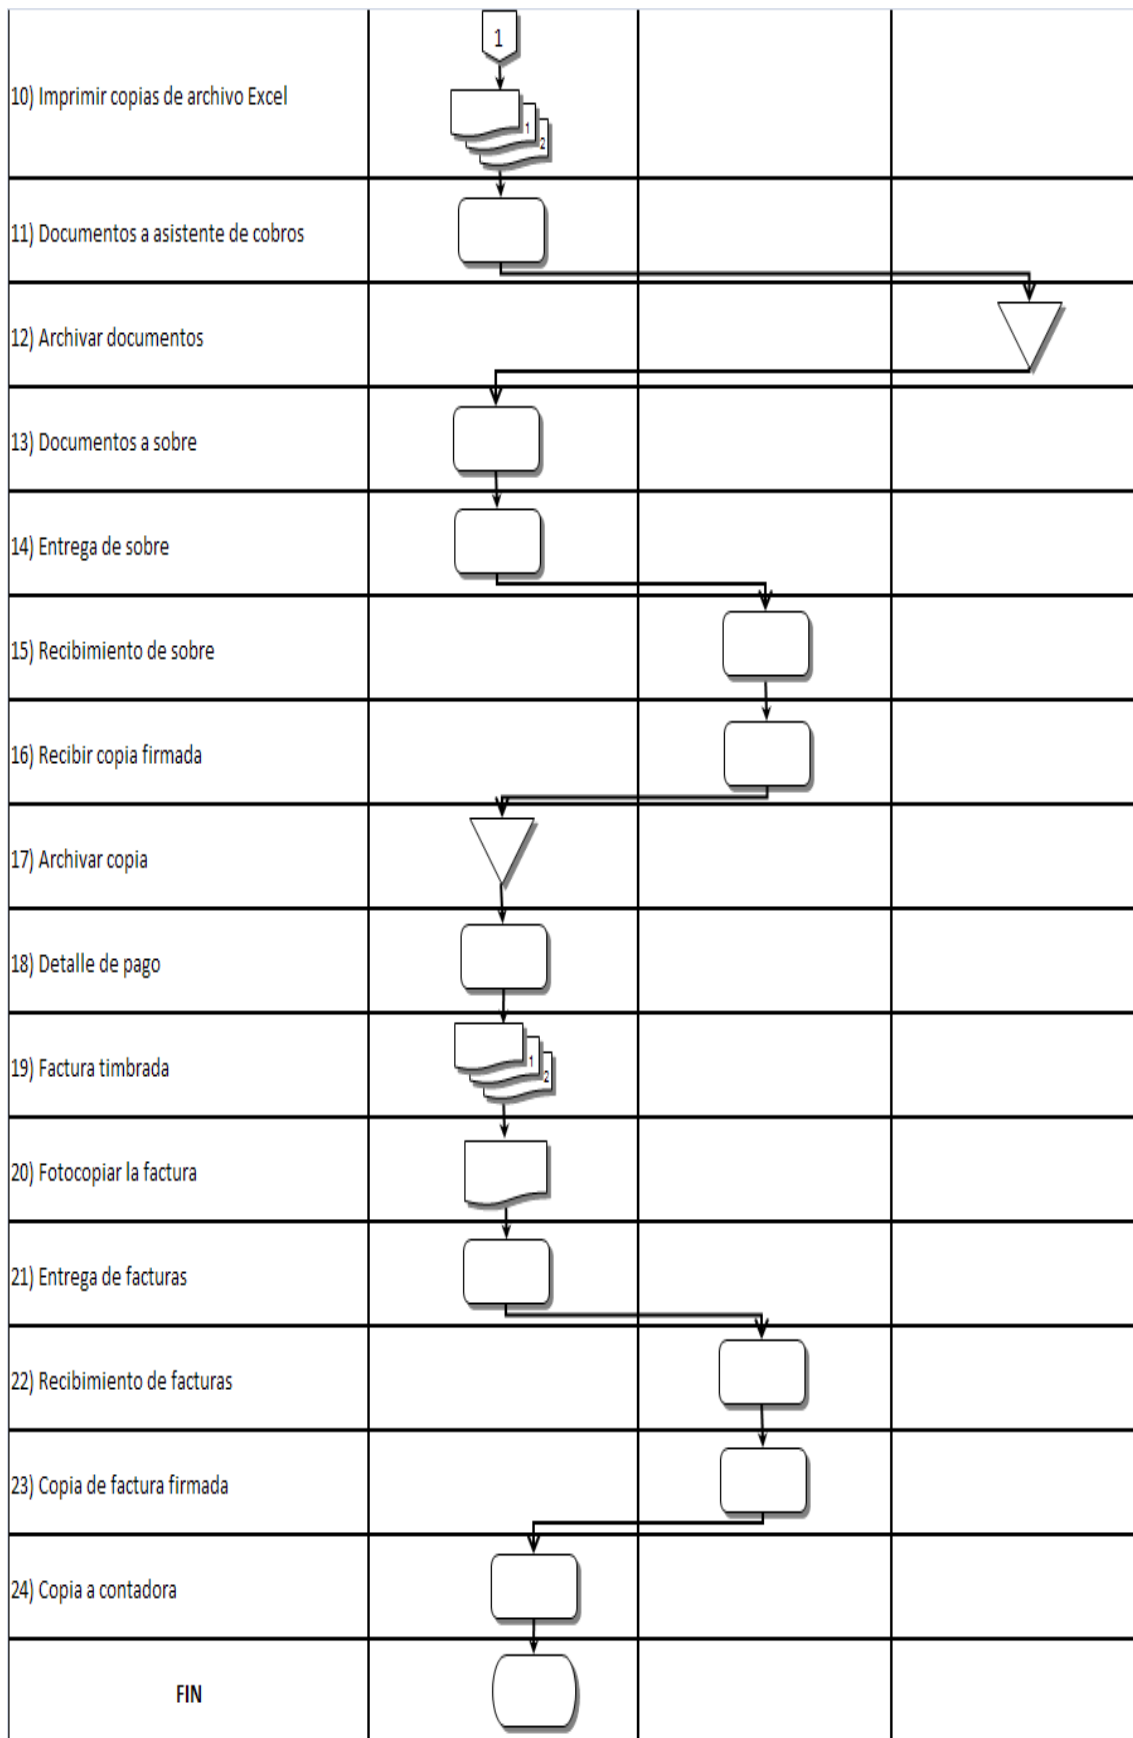 1
10) Imprimir copias de archivo Excel
1
2
11) Documentos a asistente de cobros
12) Archivar documentos
13) Documentos a sobre
14) Entrega de sobre
15) Recibimiento de sobre
16) Recibir copia firmada
17) Archivar copia
18) Detalle de pago
19) Factura timbrada
1
2
20) Fotocopiar la factura
21) Entrega de facturas
22) Recibimiento de facturas
23) Copia de factura firmada
24) Copia a contadora
FIN